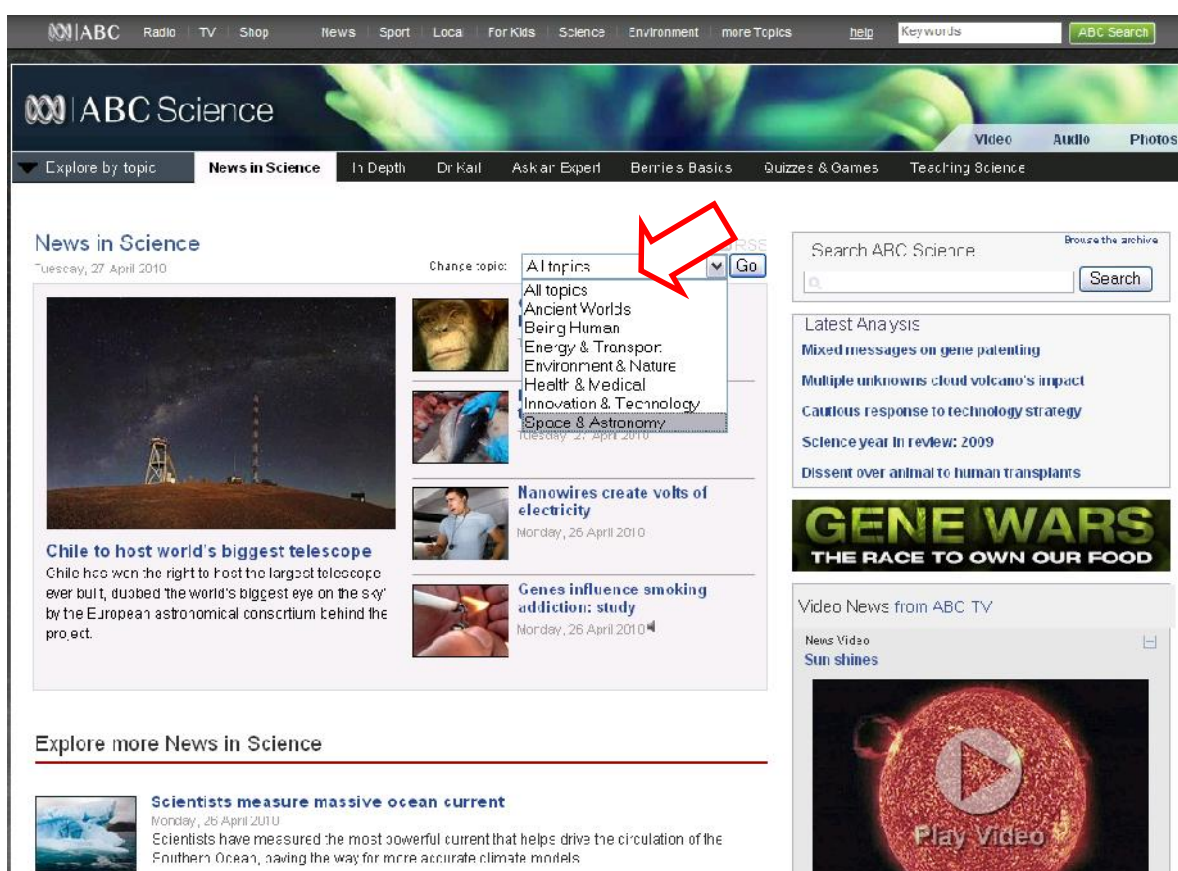 ABC Radio TV Shop News Sport Local For Kids Science Environment more Topics help Keywords ABC Search
ABC Science
Video Audio Photos
Explore by topic News in Science In Depth Dr Karl Ask an Expert Bernie's Basics Quizzes & Games Teaching Science
News in Science
RSS
Tuesday, 27 April 2010
Change topic: All topics Go
All topics
Ancient Worlds
Being Human
Energy & Transport
Environment & Nature
Health & Medical
Innovation & Technology
Space & Astronomy
Tuesday, 27 April 2010
Nanowires create volts of
electricity
Monday, 26 April 2010
Genes influence smoking
addiction: study
Monday, 26 April 2010
Chile to host world's biggest telescope
Chile has won the right to host the largest telescope
ever built, dubbed 'the world's biggest eye on the sky'
by the European astronomical consortium behind the
project.
Explore more News in Science
Scientists measure massive ocean current
Monday, 26 April 2010
Scientists have measured the most powerful current that helps drive the circulation of the
Southern Ocean, paving the way for more accurate climate models
Search ABC Science
Browse the archive
Search
Latest Analysis
Mixed messages on gene patenting
Multiple unknowns cloud volcano's impact
Cautious response to technology strategy
Science year in review: 2009
Dissent over animal to human transplants
GENE WARS
THE RACE TO OWN OUR FOOD
Video News from ABC TV
News Video
Sun shines
Play Video